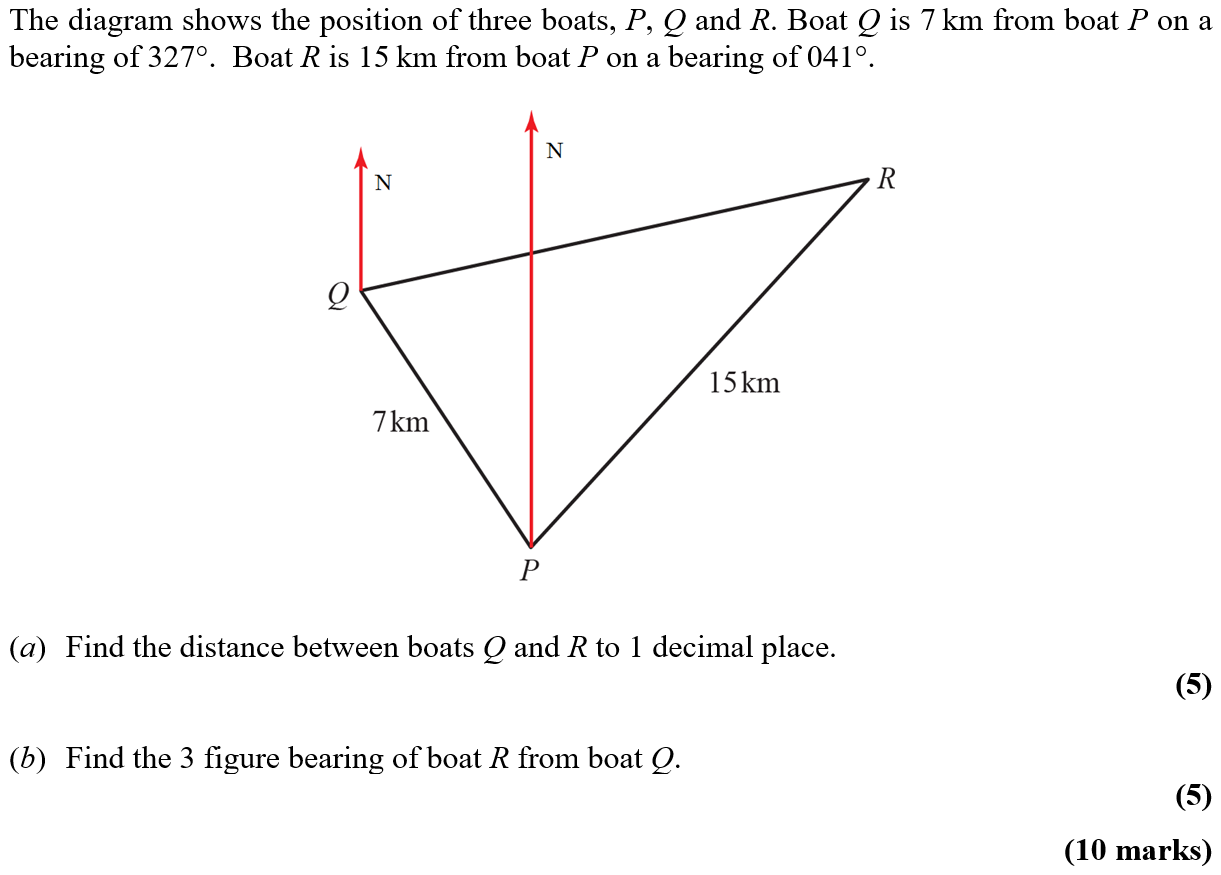 The diagram shows the position of three boats, P, Q and R. Boat Q is 7 km from boat P on a
bearing of 327°. Boat R is 15 km from boat P on a bearing of 041°.
N
N
R
Q
15 km
7 km
P
(a) Find the distance between boats Q and R to 1 decimal place.
(5)
(b) Find the 3 figure bearing of boat R from boat Q.
(5)
(10 marks)